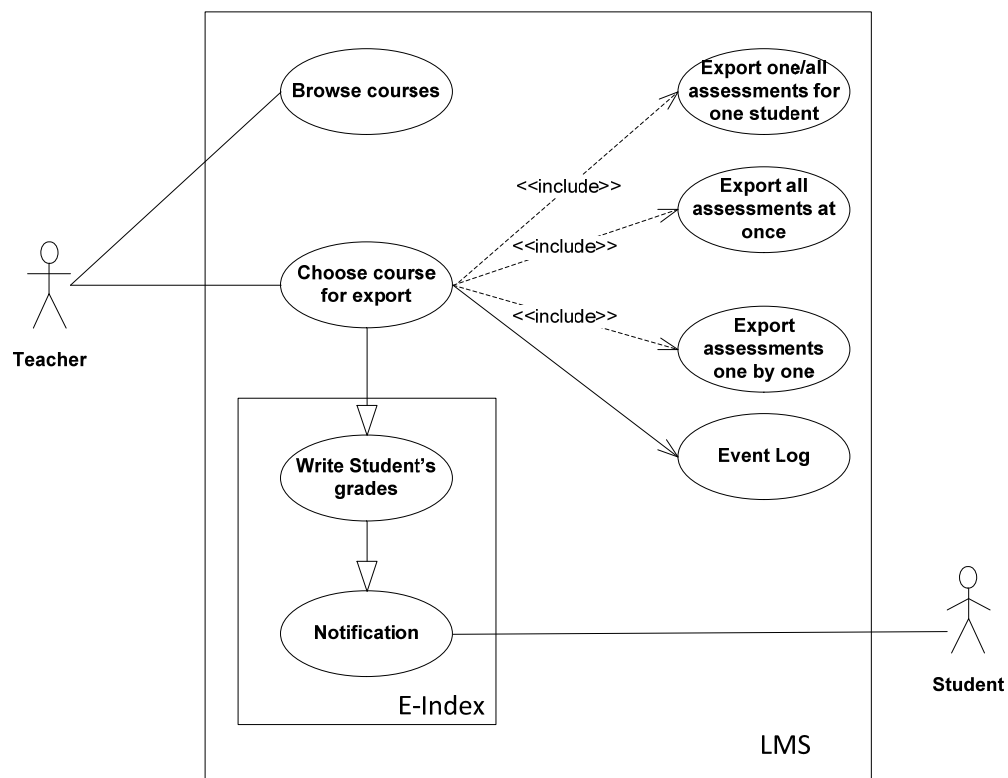 Browse courses
Export one/all
assessments for
one student
<<include>>
Export all
assessments at
once
<<include>>
Choose course
for export
<<include>>
Export
assessments
one by one
Teacher
Write Student's
grades
Event Log
Notification
Student
E-Index
LMS